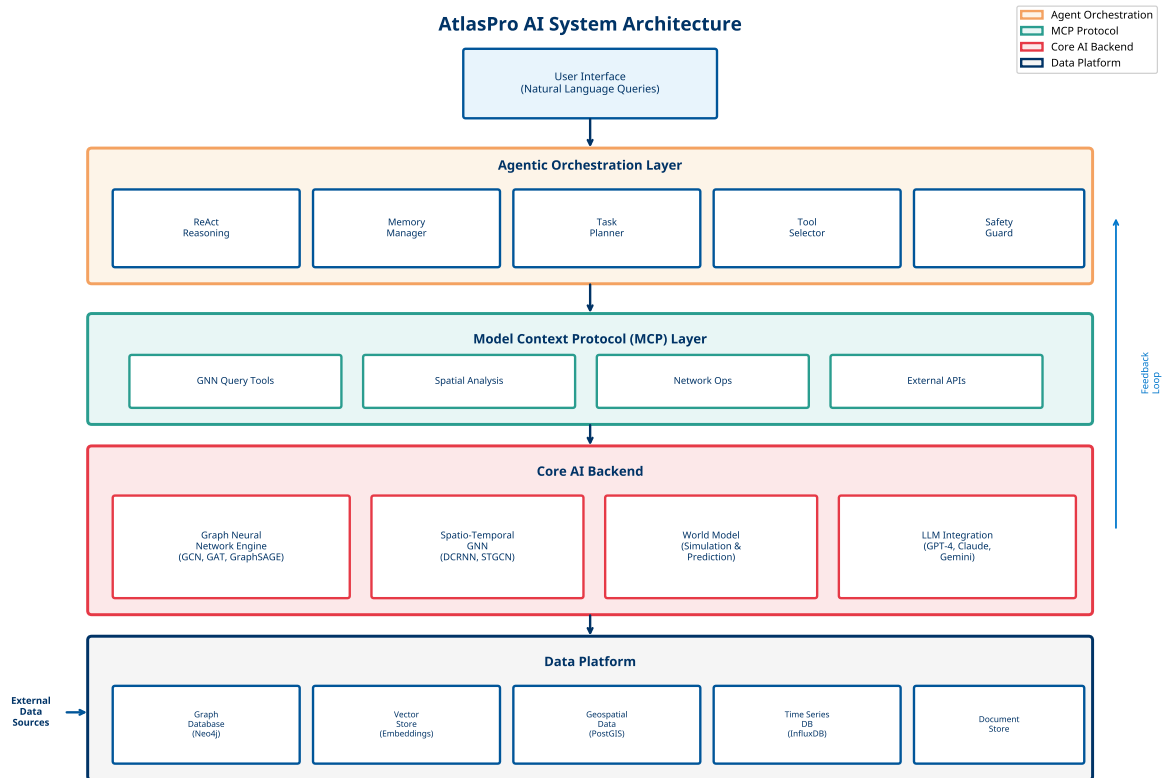 AtlasPro AI System Architecture
Agent Orchestration
MCP Protocol
Core AI Backend
Data Platform
User Interface
(Natural Language Queries)
Agentic Orchestration Layer
ReAct
Reasoning
Memory
Manager
Task
Planner
Tool
Selector
Safety
Guard
Model Context Protocol (MCP) Layer
GNN Query Tools
Spatial Analysis
Network Ops
External APIs
Feedback
Loop
Core AI Backend
Graph Neural
Network Engine
(GCN, GAT, GraphSAGE)
Spatio-Temporal
GNN
(DCRNN, STGCN)
World Model
(Simulation &
Prediction)
LLM Integration
(GPT-4, Claude,
Gemini)
Data Platform
External
Data
Sources
Graph
Database
(Neo4j)
Vector
Store
(Embeddings)
Geospatial
Data
(PostGIS)
Time Series
DB
(InfluxDB)
Document
Store